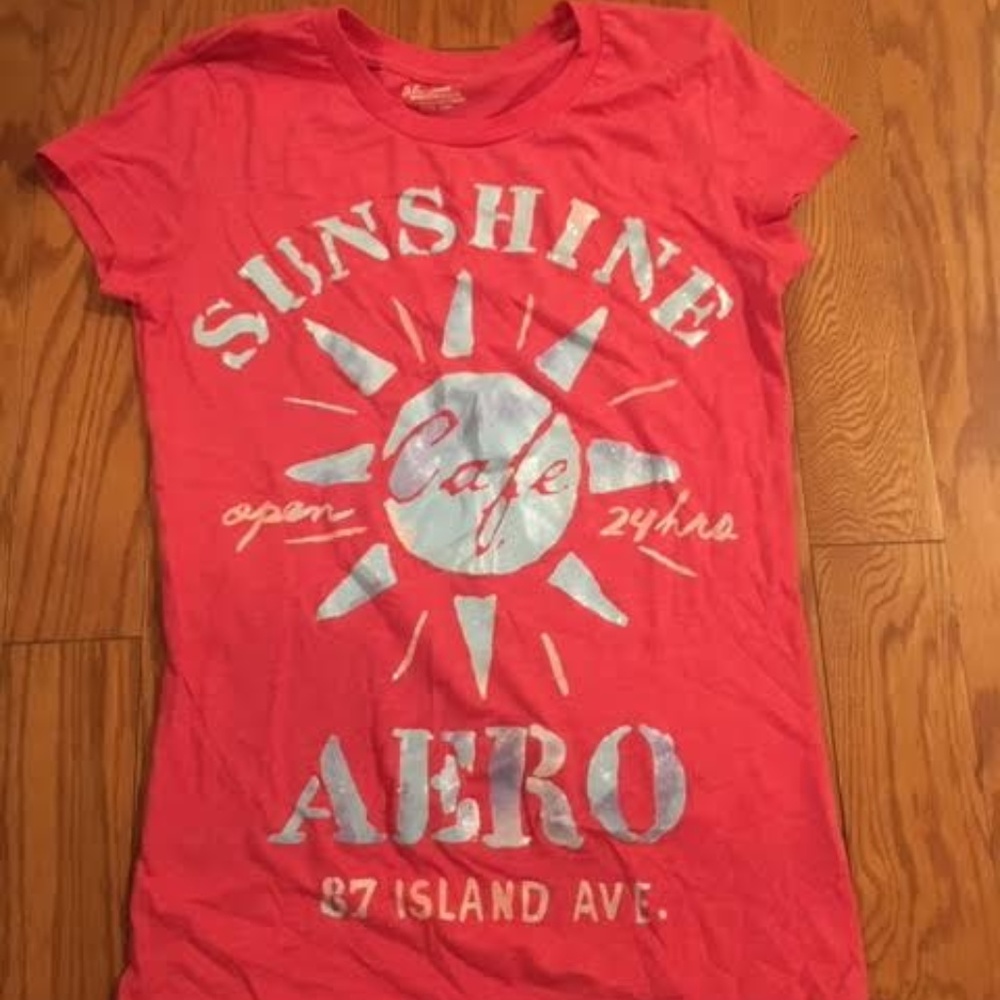 SUNSHINE
Cafe
open 24hrs
AERO
87 ISLAND AVE.